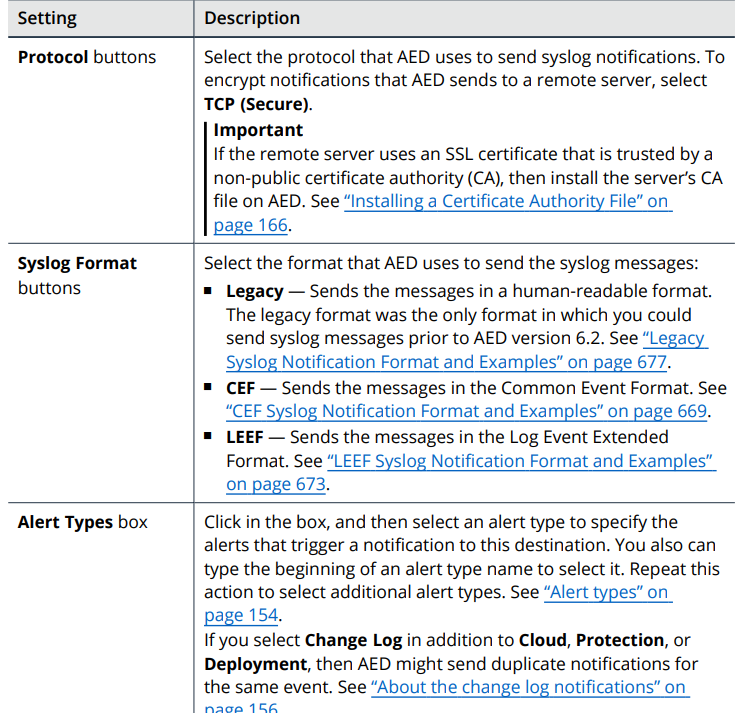 Setting
Description
Protocol buttons
Select the protocol that AED uses to send syslog notifications. To
encrypt notifications that AED sends to a remote server, select
TCP (Secure).
Important
If the remote server uses an SSL certificate that is trusted by a
non-public certificate authority (CA), then install the server’s CA
file on AED. See “Installing a Certificate Authority File” on
page 166.
Syslog Format
buttons
Select the format that AED uses to send the syslog messages:
■ Legacy — Sends the messages in a human-readable format.
The legacy format was the only format in which you could
send syslog messages prior to AED version 6.2. See “Legacy
Syslog Notification Format and Examples” on page 677.
■ CEF — Sends the messages in the Common Event Format. See
“CEF Syslog Notification Format and Examples” on page 669.
■ LEEF — Sends the messages in the Log Event Extended
Format. See “LEEF Syslog Notification Format and Examples”
on page 673.
Alert Types box
Click in the box, and then select an alert type to specify the
alerts that trigger a notification to this destination. You also can
type the beginning of an alert type name to select it. Repeat this
action to select additional alert types. See “Alert types” on
page 154.
If you select Change Log in addition to Cloud, Protection, or
Deployment, then AED might send duplicate notifications for
the same event. See “About the change log notifications” on
page 156.